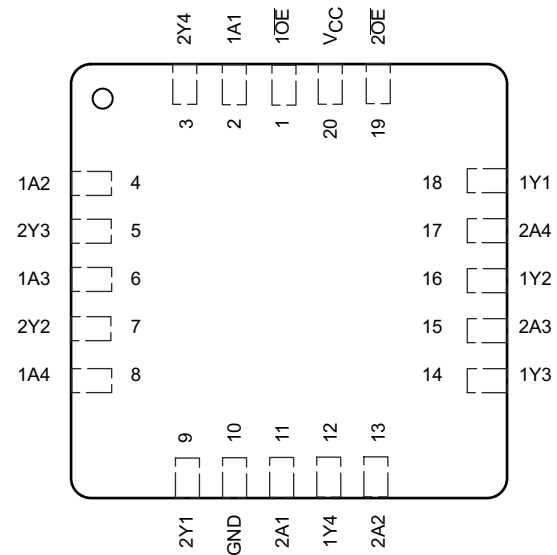 2Y4 1A1 1O̅E̅ VCC 2O̅E̅
3 2 1 20 19
1A2 4 18 1Y1
2Y3 5 17 2A4
1A3 6 16 1Y2
2Y2 7 15 2A3
1A4 8 14 1Y3
9 10 11 12 13
2Y1 GND 2A1 1Y4 2A2